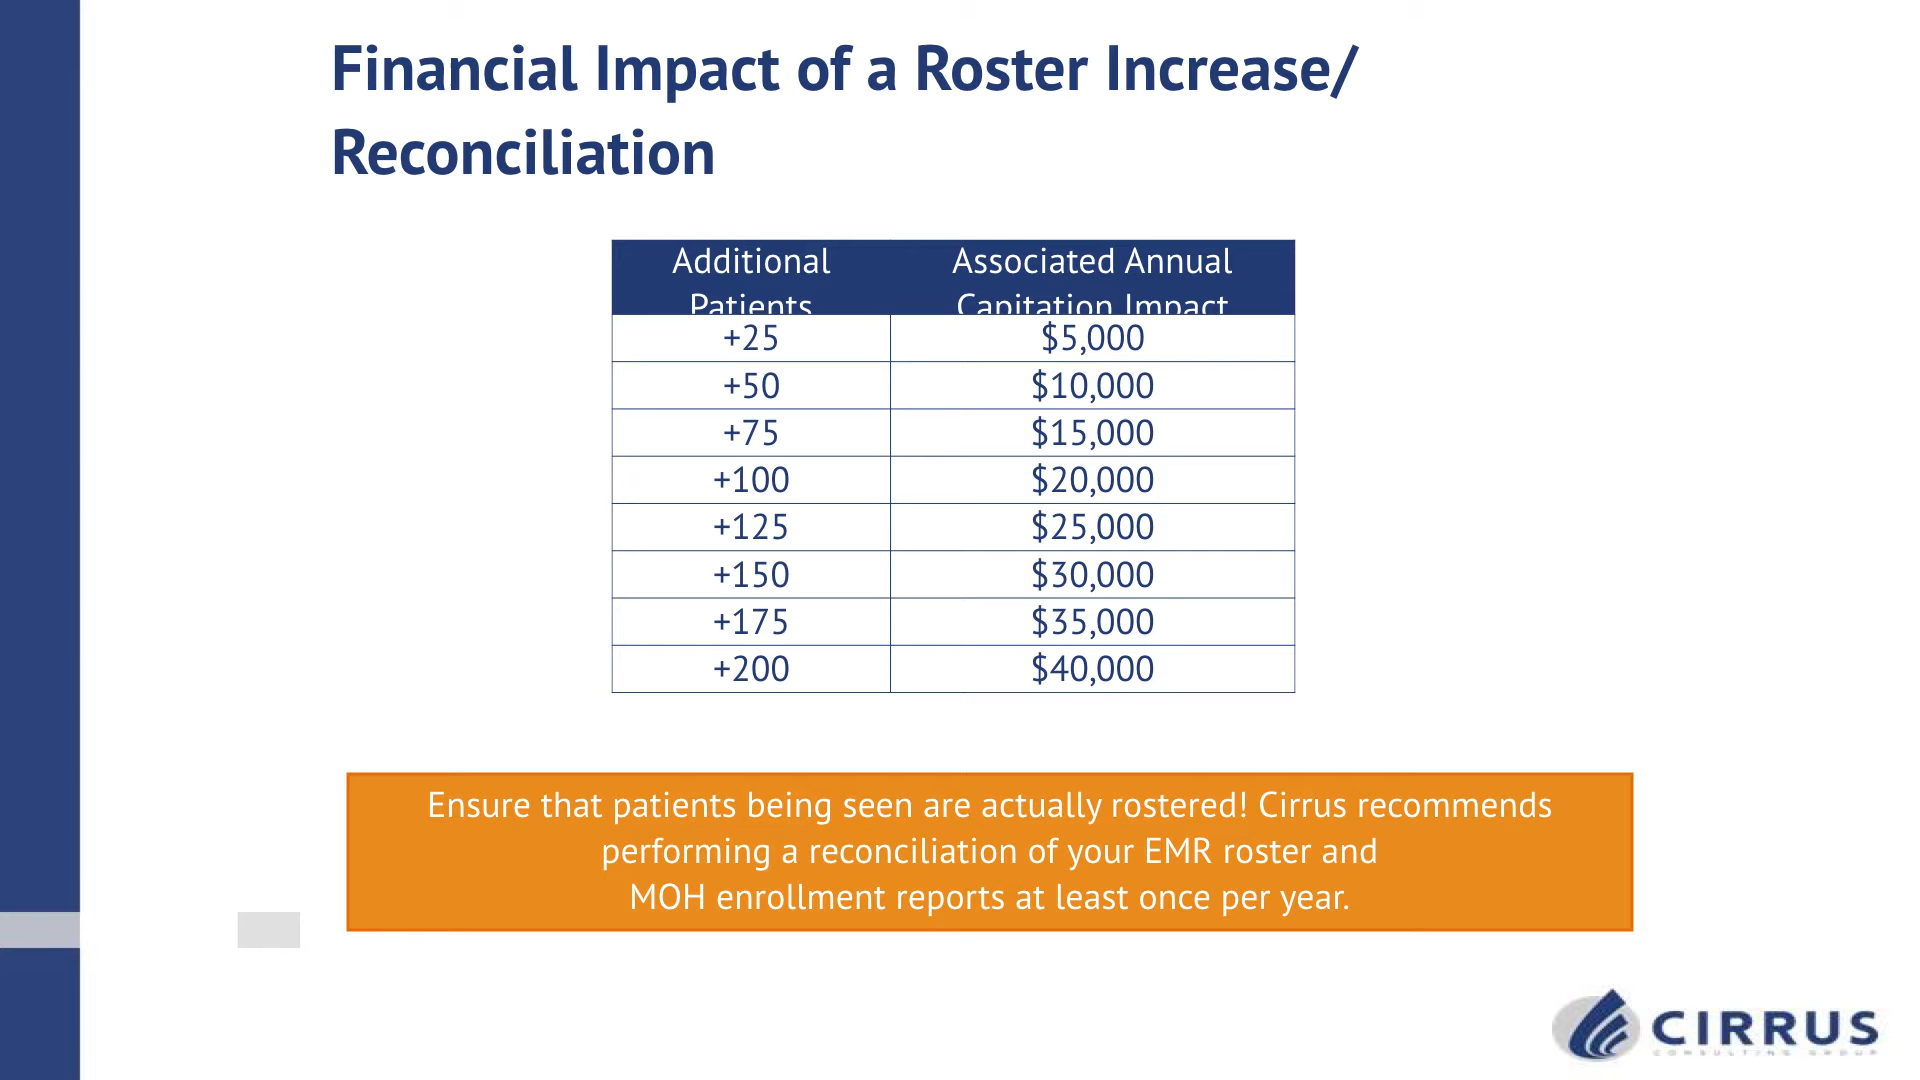 Financial Impact of a Roster Increase/
Reconciliation
Additional Patients
Associated Annual Capitation Impact
+25 $5,000
+50 $10,000
+75 $15,000
+100 $20,000
+125 $25,000
+150 $30,000
+175 $35,000
+200 $40,000
Ensure that patients being seen are actually rostered! Cirrus recommends
performing a reconciliation of your EMR roster and
MOH enrollment reports at least once per year.
CIRRUS
CONSULTING GROUP